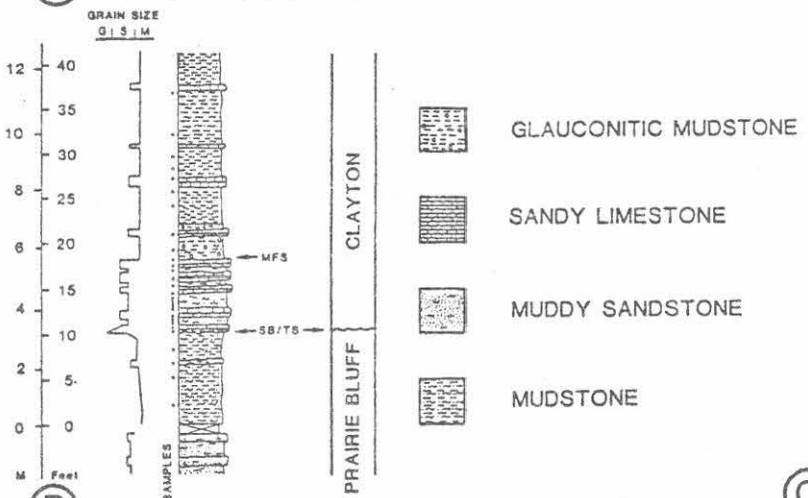 GRAIN SIZE
G | S | M
12 40
35
10
30
8 25
6 20
15
4
10
2
5
0 0
M Feet
SAMPLES
MFS
SB/TS
CLAYTON
PRAIRIE BLUFF
GLAUCONITIC MUDSTONE
SANDY LIMESTONE
MUDDY SANDSTONE
MUDSTONE